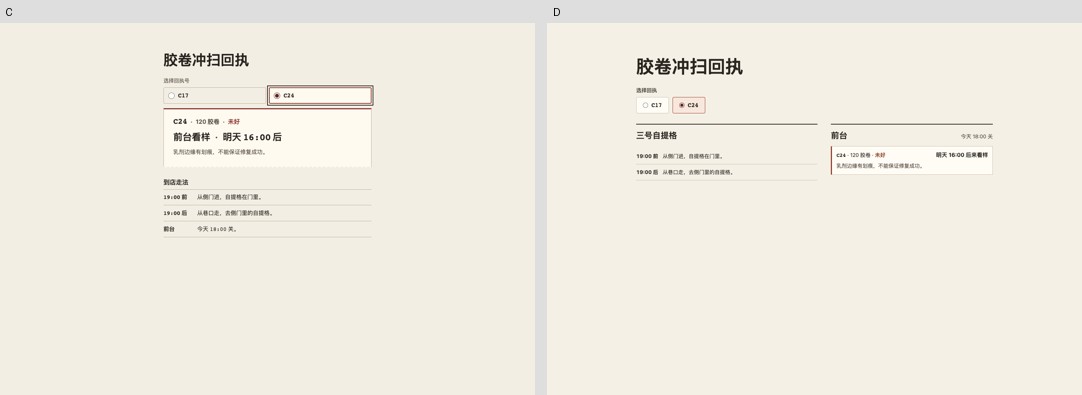 C
胶卷冲扫回执
选择回执号
C17
C24
C24 · 120 胶卷 · 未好
前台看样 · 明天 16:00 后
乳剂边缘有划痕，不能保证修复成功。
到店走法
19:00 前 从侧门进，自提格在门里。
19:00 后 从巷口走，去侧门里的自提格。
前台 今天 18:00 关。
D
胶卷冲扫回执
选择回执
C17
C24
三号自提格
19:00 前 从侧门进，自提格在门里。
19:00 后 从巷口走，去侧门里的自提格。
前台 今天 18:00 关
C24 · 120 胶卷 · 未好 明天 16:00 后来看样
乳剂边缘有划痕，不能保证修复成功。